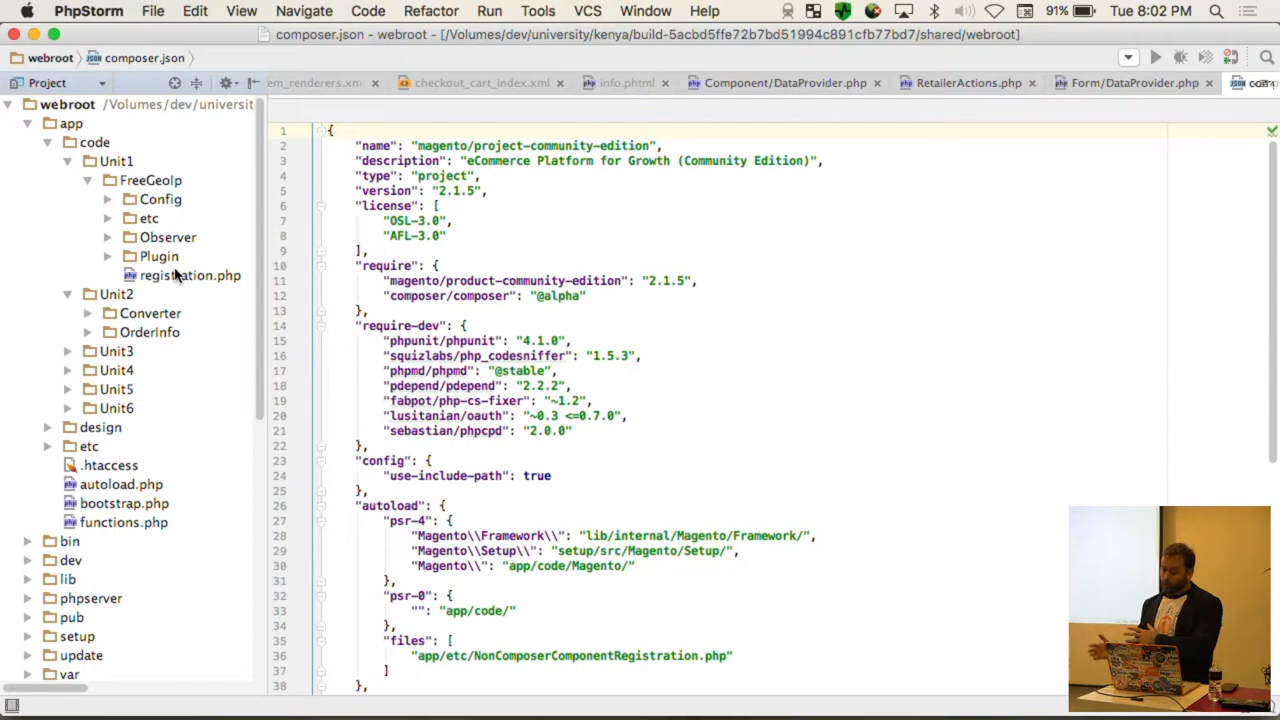 PhpStorm File Edit View Navigate Code Refactor Run Tools VCS Window Help 91% Tue 8:02 PM
composer.json - webroot - [/Volumes/dev/university/kenya/build-5acbd5ffe72b7bd51994c891cfb77bd7/shared/webroot]
webroot composer.json
Project
em_renderers.xm checkout_cart_index.xml info.phtml Component/DataProvider.php RetailerActions.php Form/DataProvider.php
webroot /Volumes/dev/universit
app
code
Unit1
FreeGeoIp
Config
etc
Observer
Plugin
registration.php
Unit2
Converter
OrderInfo
Unit3
Unit4
Unit5
Unit6
design
etc
.htaccess
autoload.php
bootstrap.php
functions.php
bin
dev
lib
phpserver
pub
setup
update
var
1 {
2 "name": "magento/project-community-edition",
3 "description": "eCommerce Platform for Growth (Community Edition)",
4 "type": "project",
5 "version": "2.1.5",
6 "license": [
7 "OSL-3.0",
8 "AFL-3.0"
9 ],
10 "require": {
11 "magento/product-community-edition": "2.1.5",
12 "composer/composer": "@alpha"
13 },
14 "require-dev": {
15 "phpunit/phpunit": "4.1.0",
16 "squizlabs/php_codesniffer": "1.5.3",
17 "phpmd/phpmd": "@stable",
18 "pdepend/pdepend": "2.2.2",
19 "fabpot/php-cs-fixer": "~1.2",
20 "lusitanian/oauth": "~0.3 <=0.7.0",
21 "sebastian/phpcpd": "2.0.0"
22 },
23 "config": {
24 "use-include-path": true
25 },
26 "autoload": {
27 "psr-4": {
28 "Magento\\Framework\\": "lib/internal/Magento/Framework/",
29 "Magento\\Setup\\": "setup/src/Magento/Setup/",
30 "Magento\\": "app/code/Magento/"
31 },
32 "psr-0": {
33 "": "app/code/"
34 },
35 "files": [
36 "app/etc/NonComposerComponentRegistration.php"
37 ]
38 },